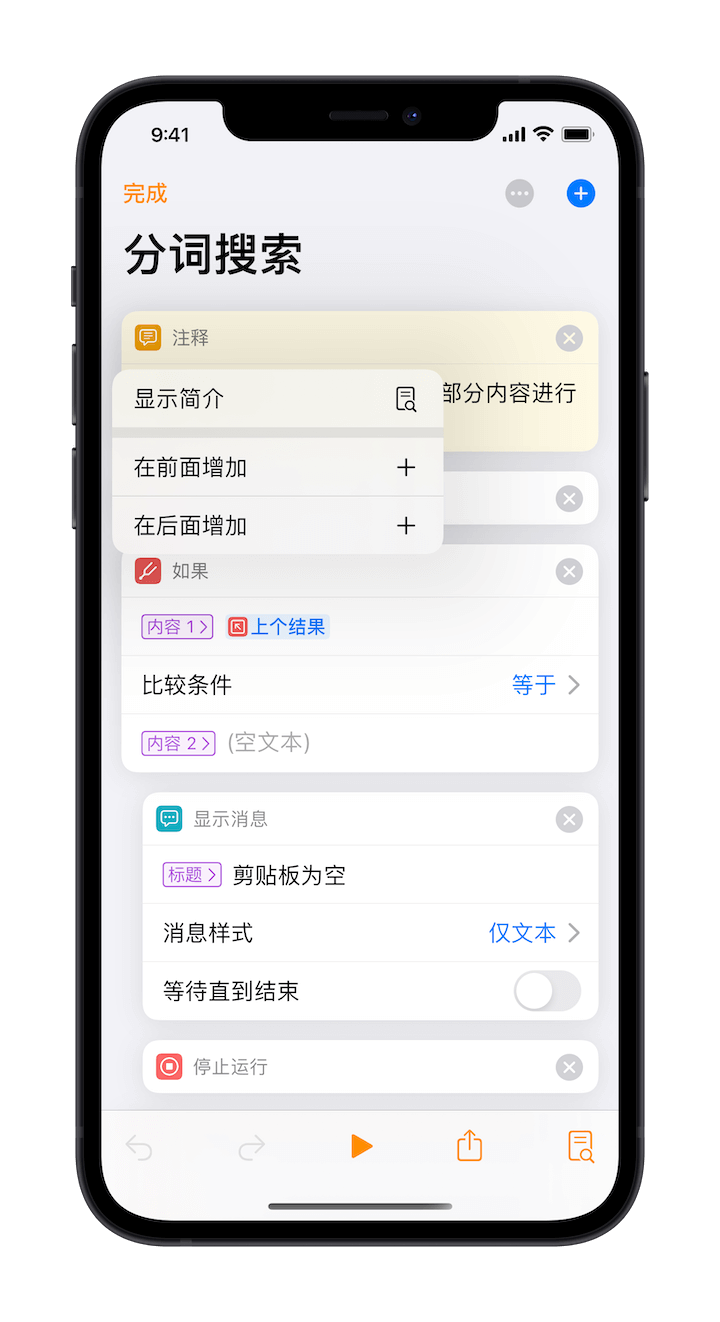 9:41
完成
分词搜索
注释
部分内容进行
显示简介
在前面增加
在后面增加
如果
内容 1 上个结果
比较条件 等于
内容 2 (空文本)
显示消息
标题 剪贴板为空
消息样式 仅文本
等待直到结束
停止运行